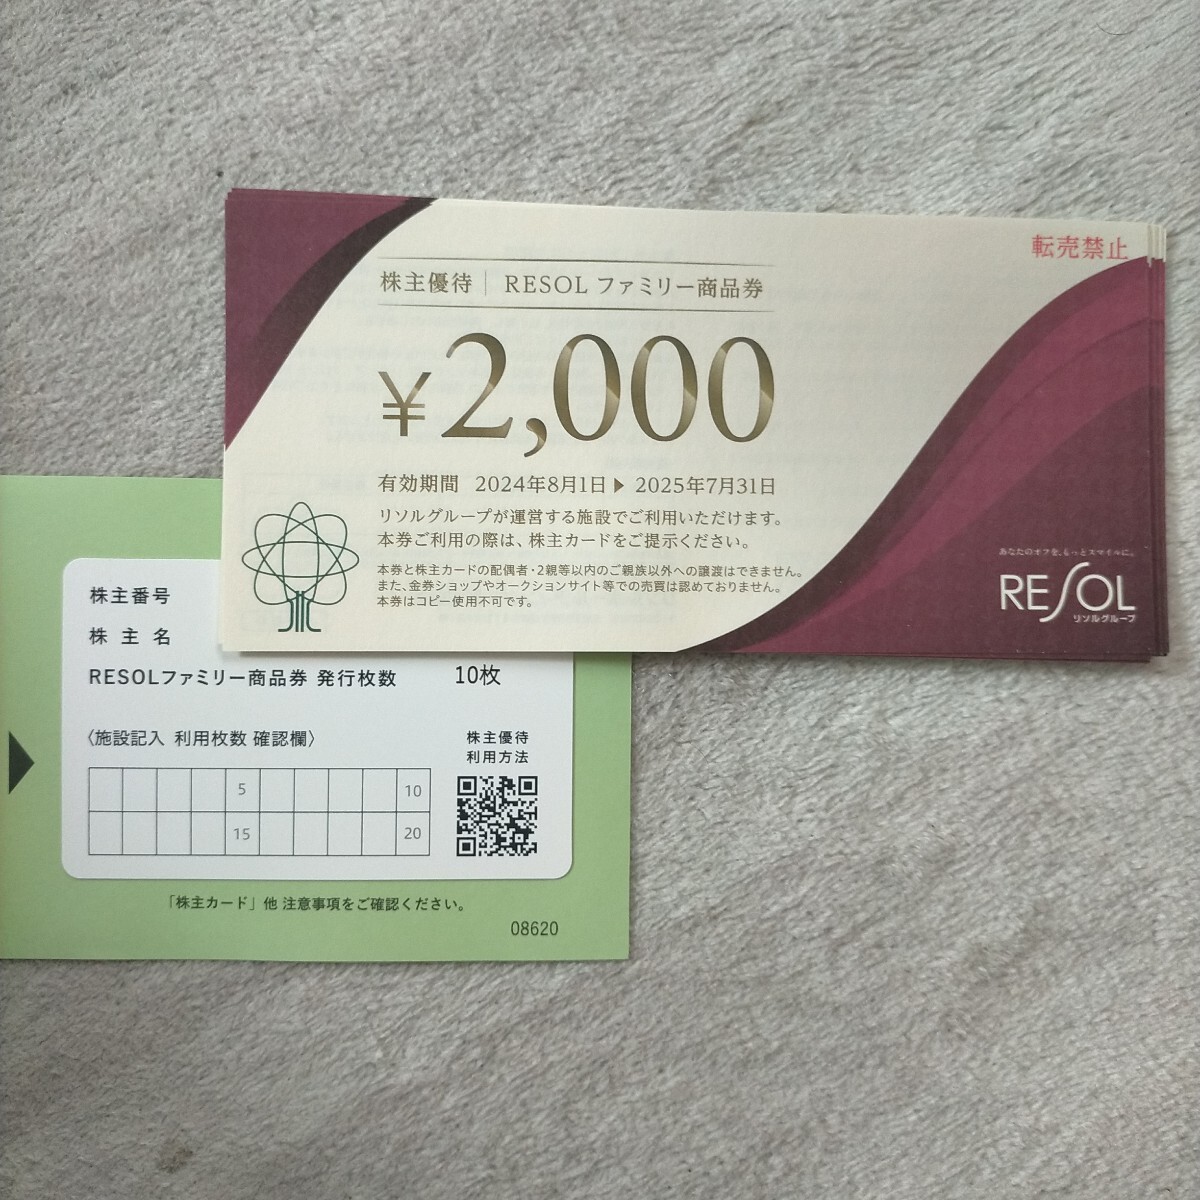 転売禁止
株主優待 | RESOL ファミリー商品券
¥2,000
有効期間 2024年8月1日▶2025年7月31日
リソルグループが運営する施設でご利用いただけます。
本券ご利用の際は、株主カードをご提示ください。
本券と株主カードの配偶者・2親等以内のご親族以外への譲渡はできません。
また、金券ショップやオークションサイト等での売買は認めておりません。
本券はコピー使用不可です。
あなたのオフを、もっとスマイルに。
RESOL
リソルグループ
株主番号
株 主 名
RESOLファミリー商品券 発行枚数 10枚
〈施設記入 利用枚数 確認欄〉
5 10
15 20
株主優待
利用方法
「株主カード」他 注意事項をご確認ください。
08620